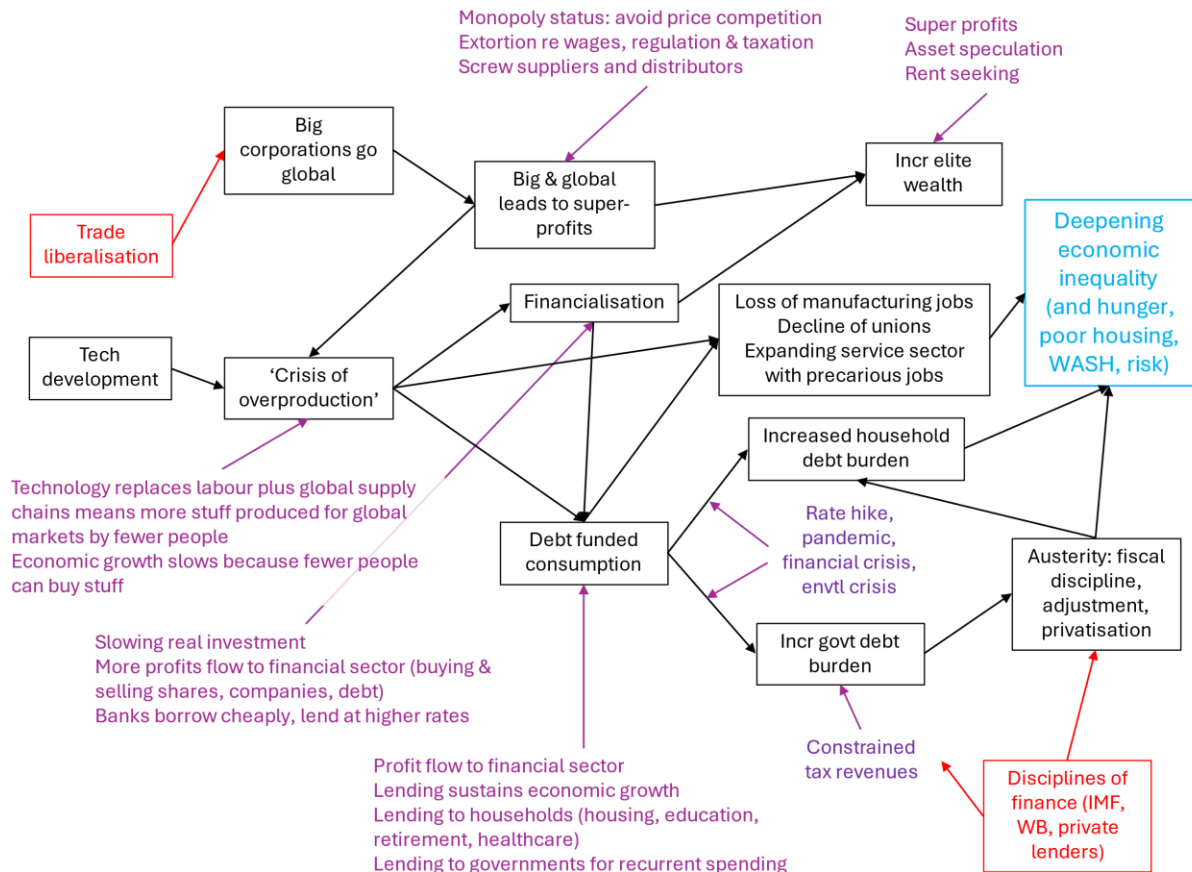 Monopoly status: avoid price competition
Extortion re wages, regulation & taxation
Screw suppliers and distributors
Super profits
Asset speculation
Rent seeking
Big
corporations go
global
Big & global
leads to super-
profits
Incr elite
wealth
Trade
liberalisation
Deepening
economic
inequality
(and hunger,
poor housing,
WASH, risk)
Financialisation
Loss of manufacturing jobs
Decline of unions
Expanding service sector
with precarious jobs
Tech
development
‘Crisis of
overproduction’
Increased household
debt burden
Technology replaces labour plus global supply
chains means more stuff produced for global
markets by fewer people
Economic growth slows because fewer people
can buy stuff
Debt funded
consumption
Rate hike,
pandemic,
financial crisis,
envtl crisis
Austerity: fiscal
discipline,
adjustment,
privatisation
Slowing real investment
More profits flow to financial sector (buying &
selling shares, companies, debt)
Banks borrow cheaply, lend at higher rates
Incr govt debt
burden
Constrained
tax revenues
Profit flow to financial sector
Lending sustains economic growth
Lending to households (housing, education,
retirement, healthcare)
Lending to governments for recurrent spending
Disciplines of
finance (IMF,
WB, private
lenders)